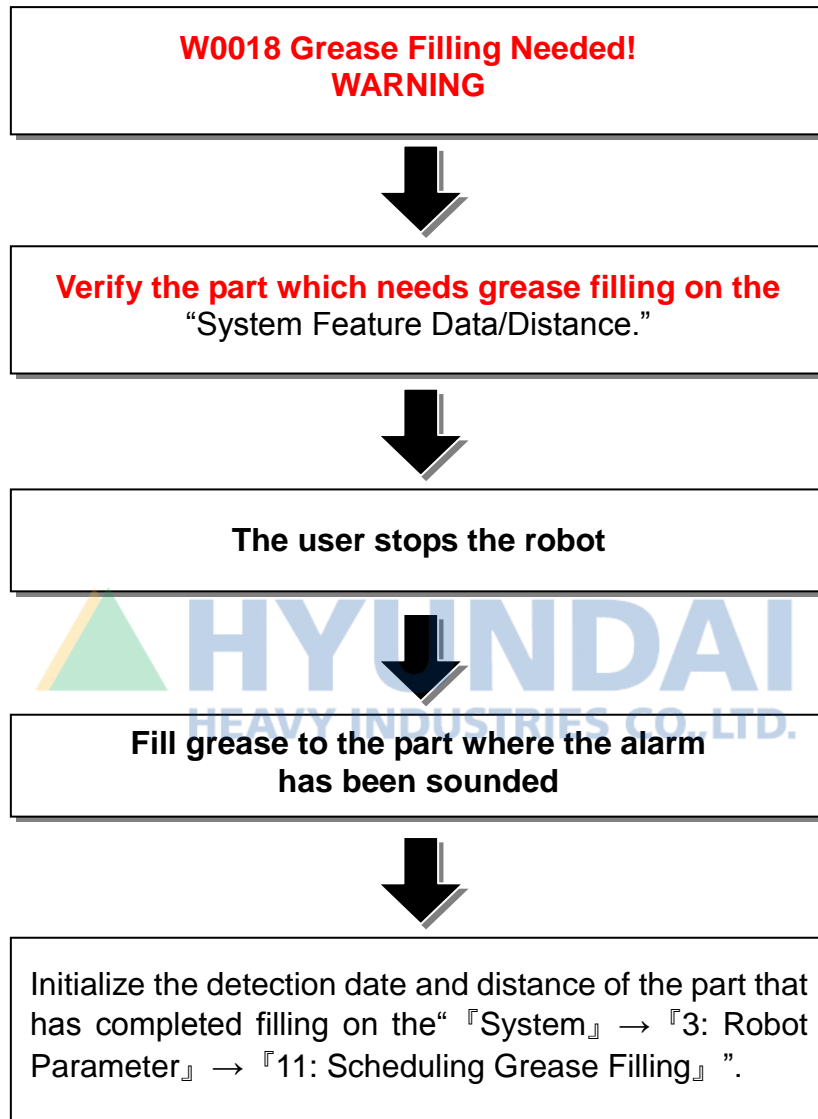 W0018 Grease Filling Needed!
WARNING
Verify the part which needs grease filling on the
“System Feature Data/Distance.”
The user stops the robot
HYUNDAI
HEAVY INDUSTRIES CO.,LTD.
Fill grease to the part where the alarm
has been sounded
Initialize the detection date and distance of the part that
has completed filling on the“『System』 → 『3: Robot
Parameter』 → 『11: Scheduling Grease Filling』 ”.